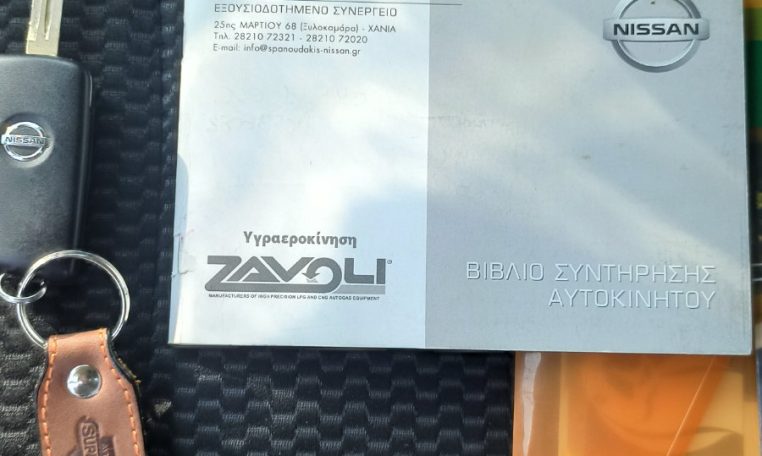 ΕΞΟΥΣΙΟΔΟΤΗΜΕΝΟ ΣΥΝΕΡΓΕΙΟ
25ης ΜΑΡΤΙΟΥ 68 (Ξυλοκαμάρα) - ΧΑΝΙΑ
Τηλ. 28210 72321 - 28210 72020
E-mail: info@spanoudakis-nissan.gr
NISSAN
NISSAN
Υγραεροκίνηση
ZAVOLI®
MANUFACTURERS OF HIGH PRECISION LPG AND CNG AUTOGAS EQUIPMENT
ΒΙΒΛΙΟ ΣΥΝΤΗΡΗΣΗΣ
ΑΥΤΟΚΙΝΗΤΟΥ